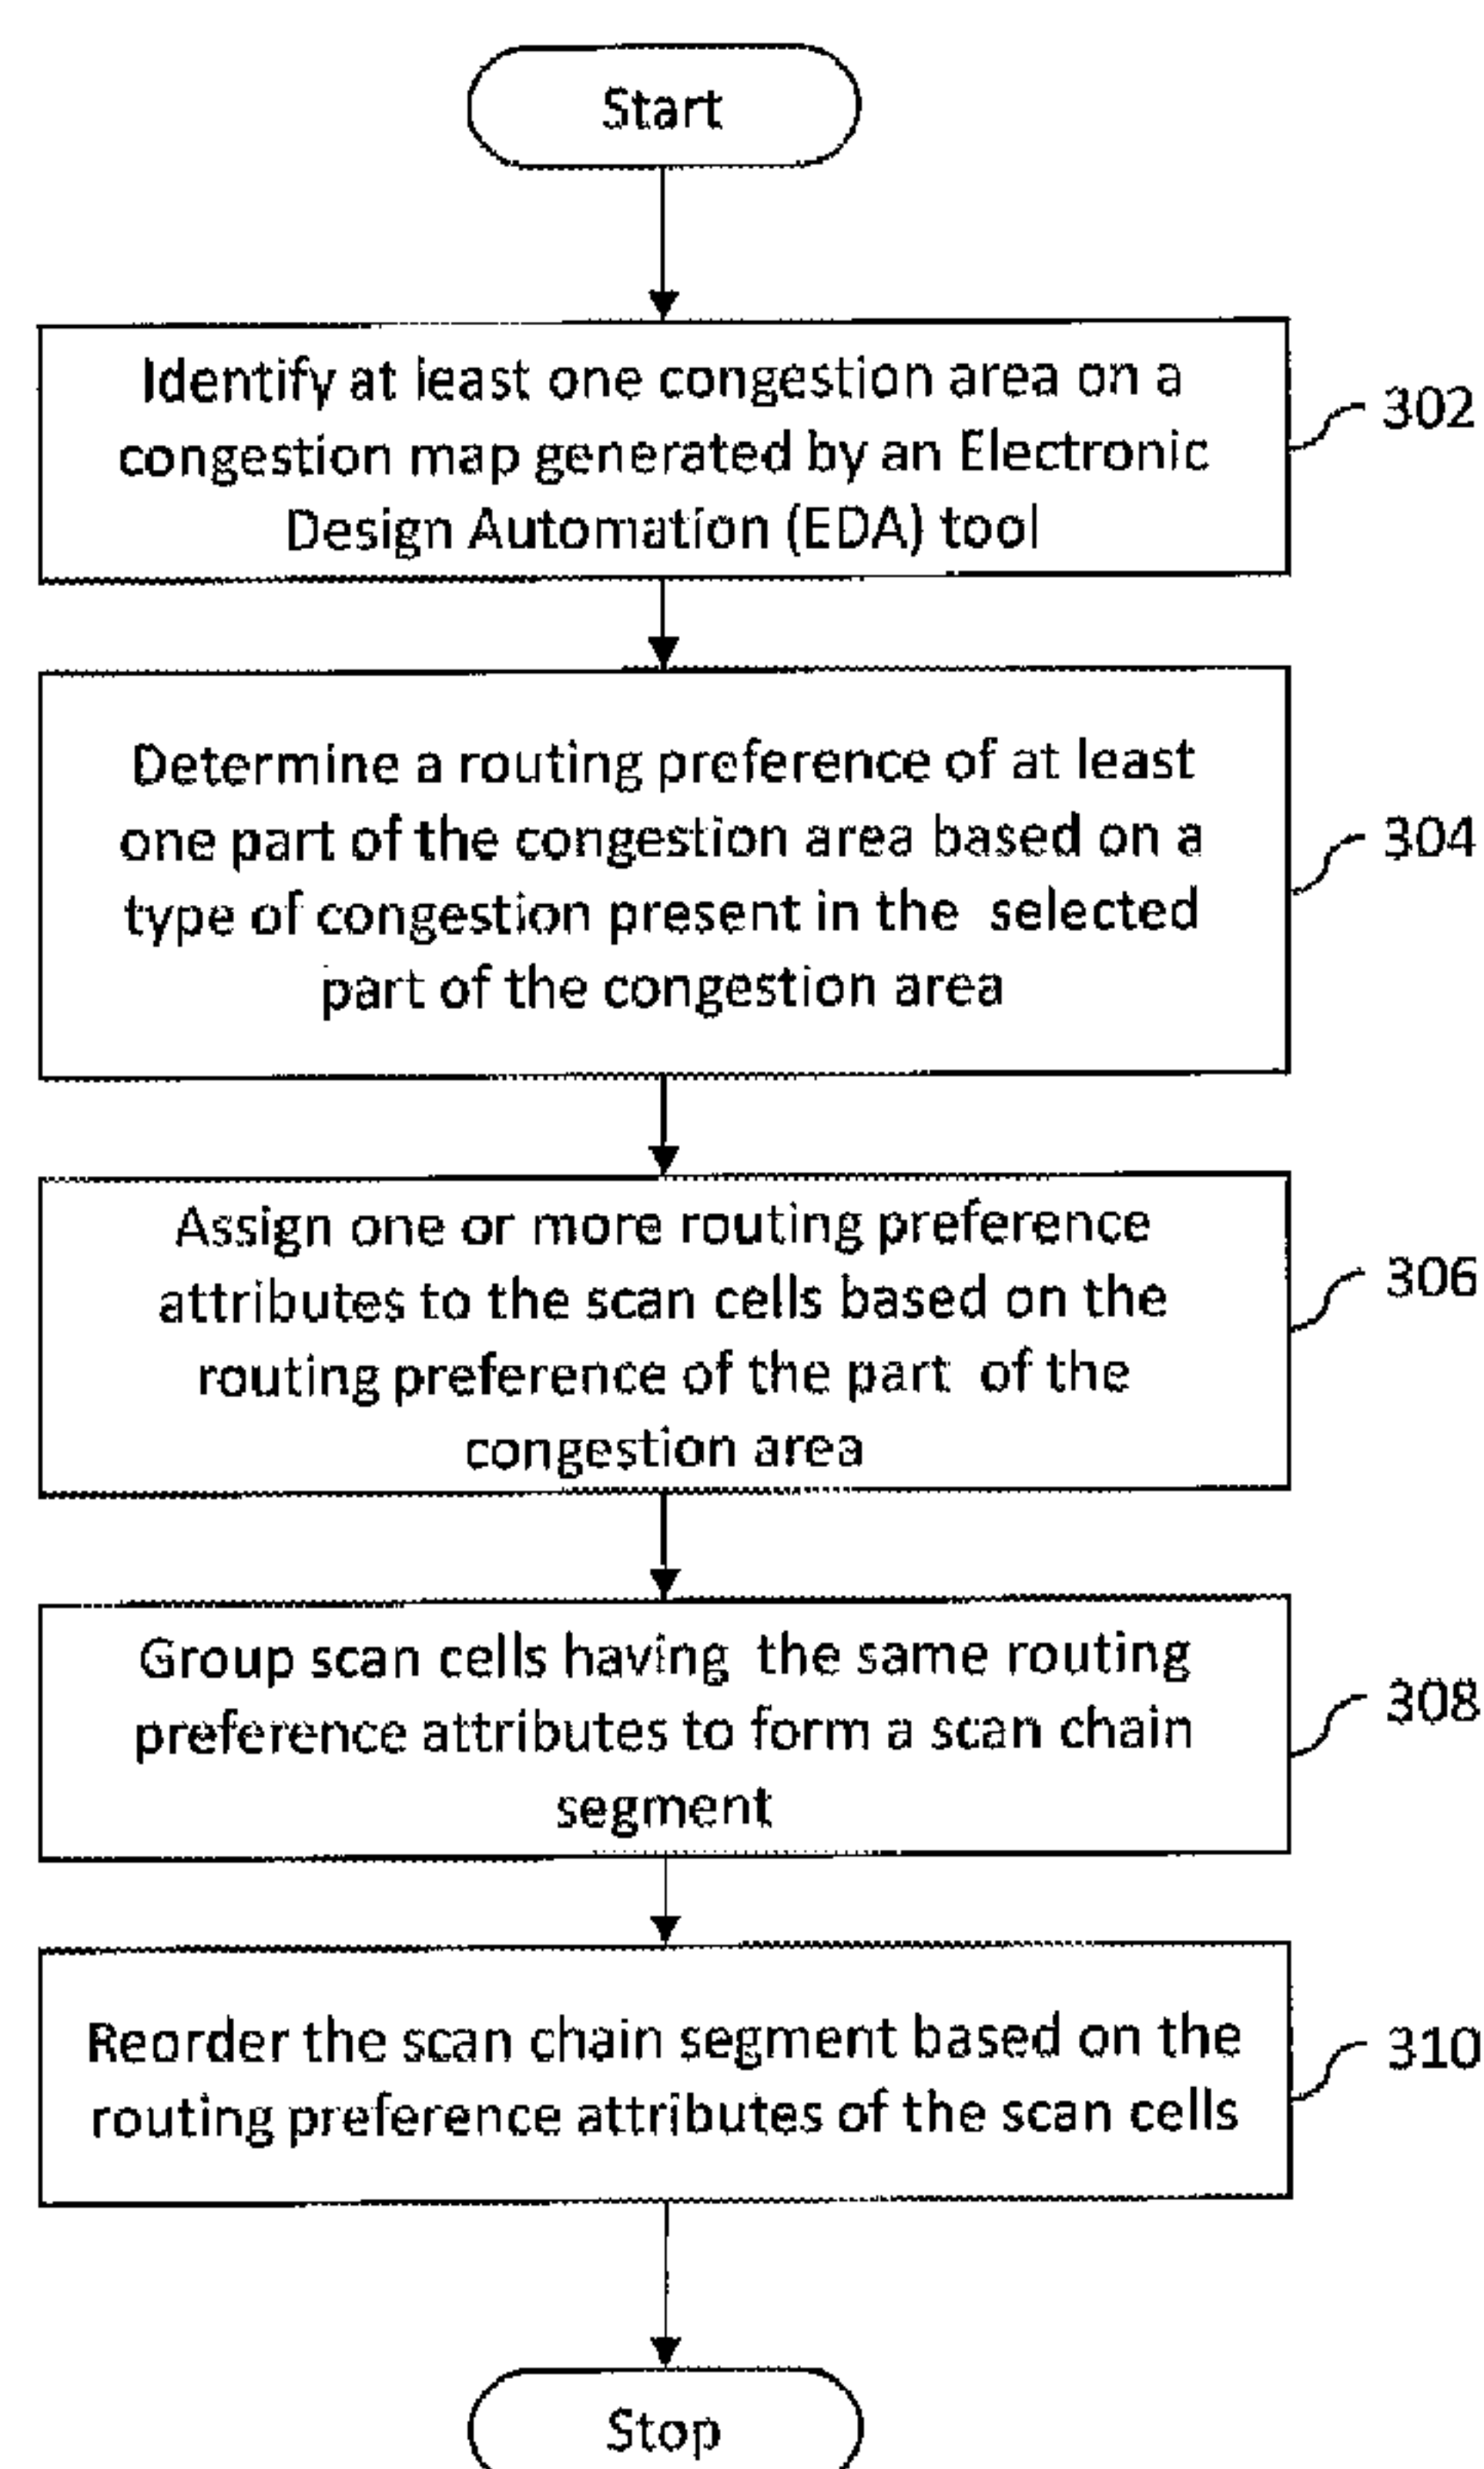 Start
Identify at least one congestion area on a
congestion map generated by an Electronic
Design Automation (EDA) tool
302
Determine a routing preference of at least
one part of the congestion area based on a
type of congestion present in the selected
part of the congestion area
304
Assign one or more routing preference
attributes to the scan cells based on the
routing preference of the part of the
congestion area
306
Group scan cells having the same routing
preference attributes to form a scan chain
segment
308
Reorder the scan chain segment based on the
routing preference attributes of the scan cells
310
Stop